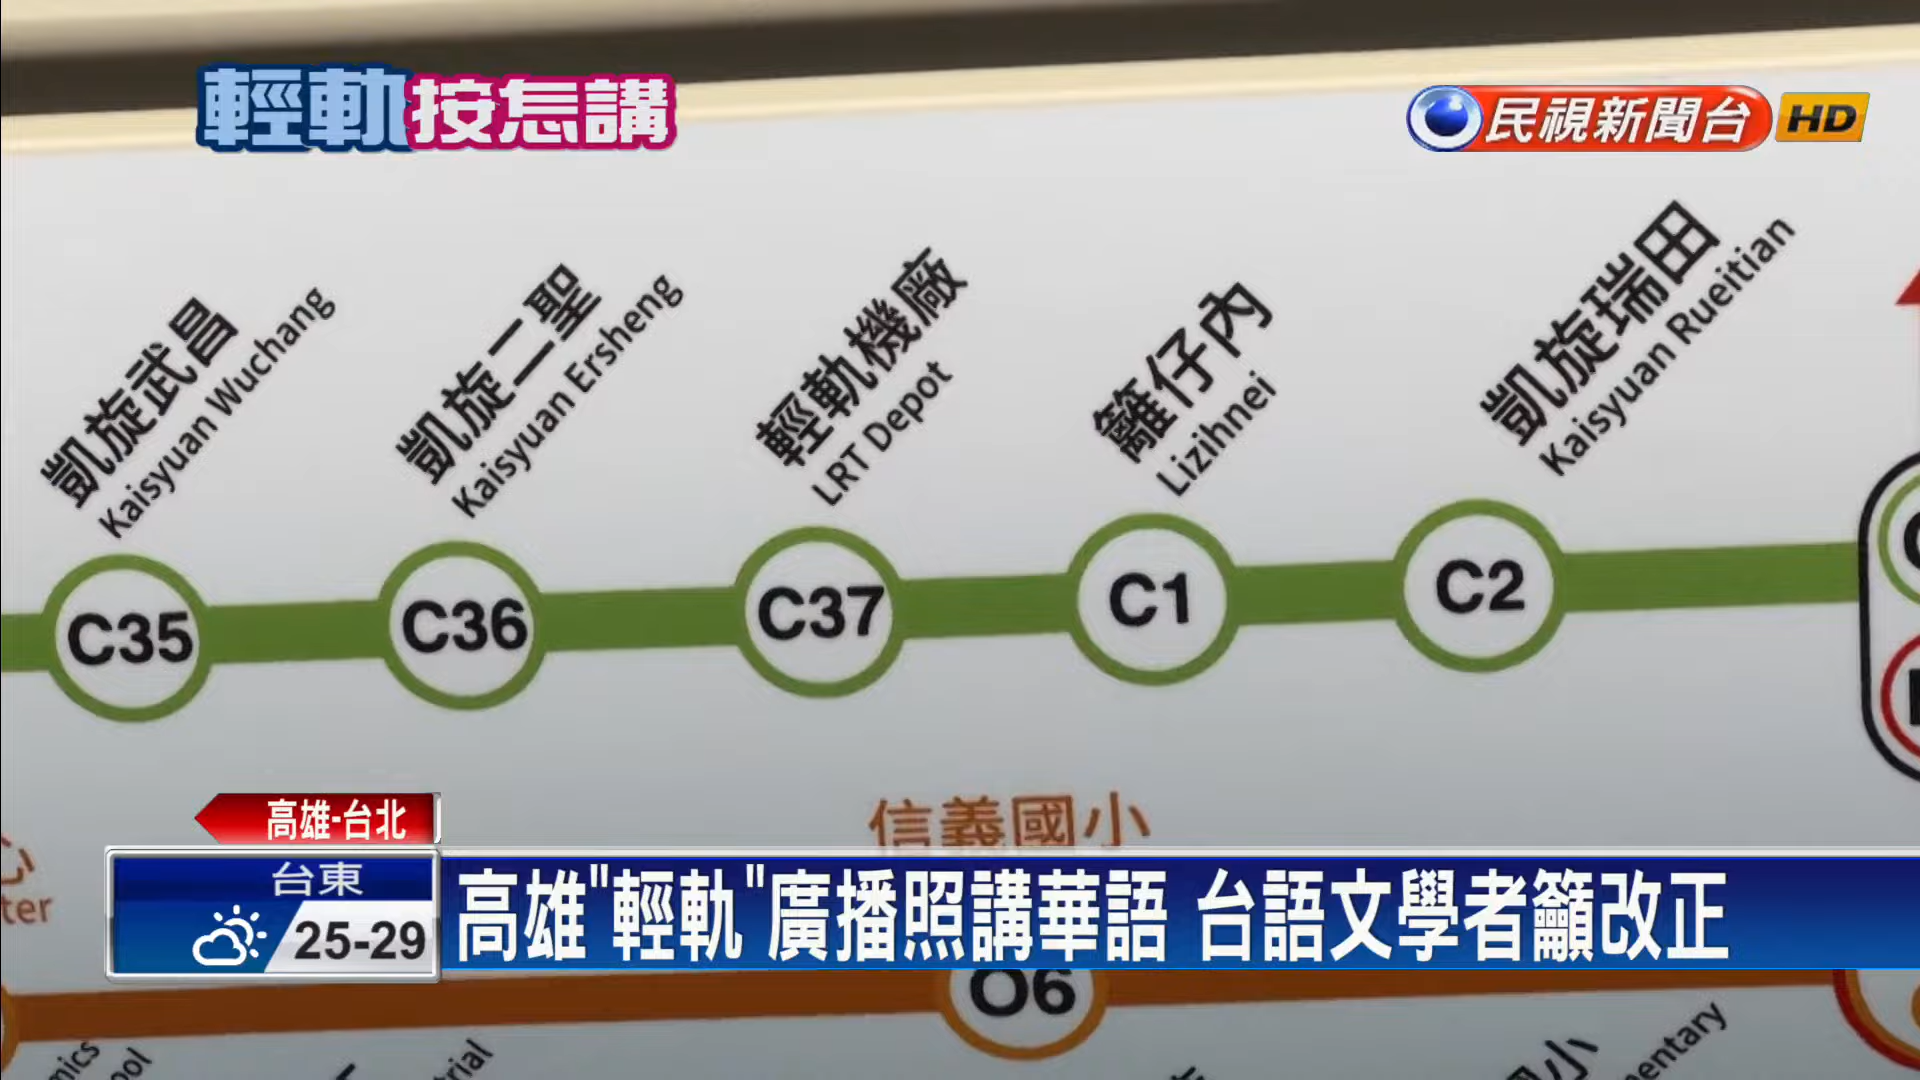 輕軌按怎講
民視新聞台 HD
凱旋武昌
Kaisyuan Wuchang
凱旋二聖
Kaisyuan Ersheng
輕軌機廠
LRT Depot
籬仔內
Lizihnei
凱旋瑞田
Kaisyuan Rueitian
C35
C36
C37
C1
C2
信義國小
高雄-台北
台東
25-29
高雄"輕軌"廣播照講華語 台語文學者籲改正
O6